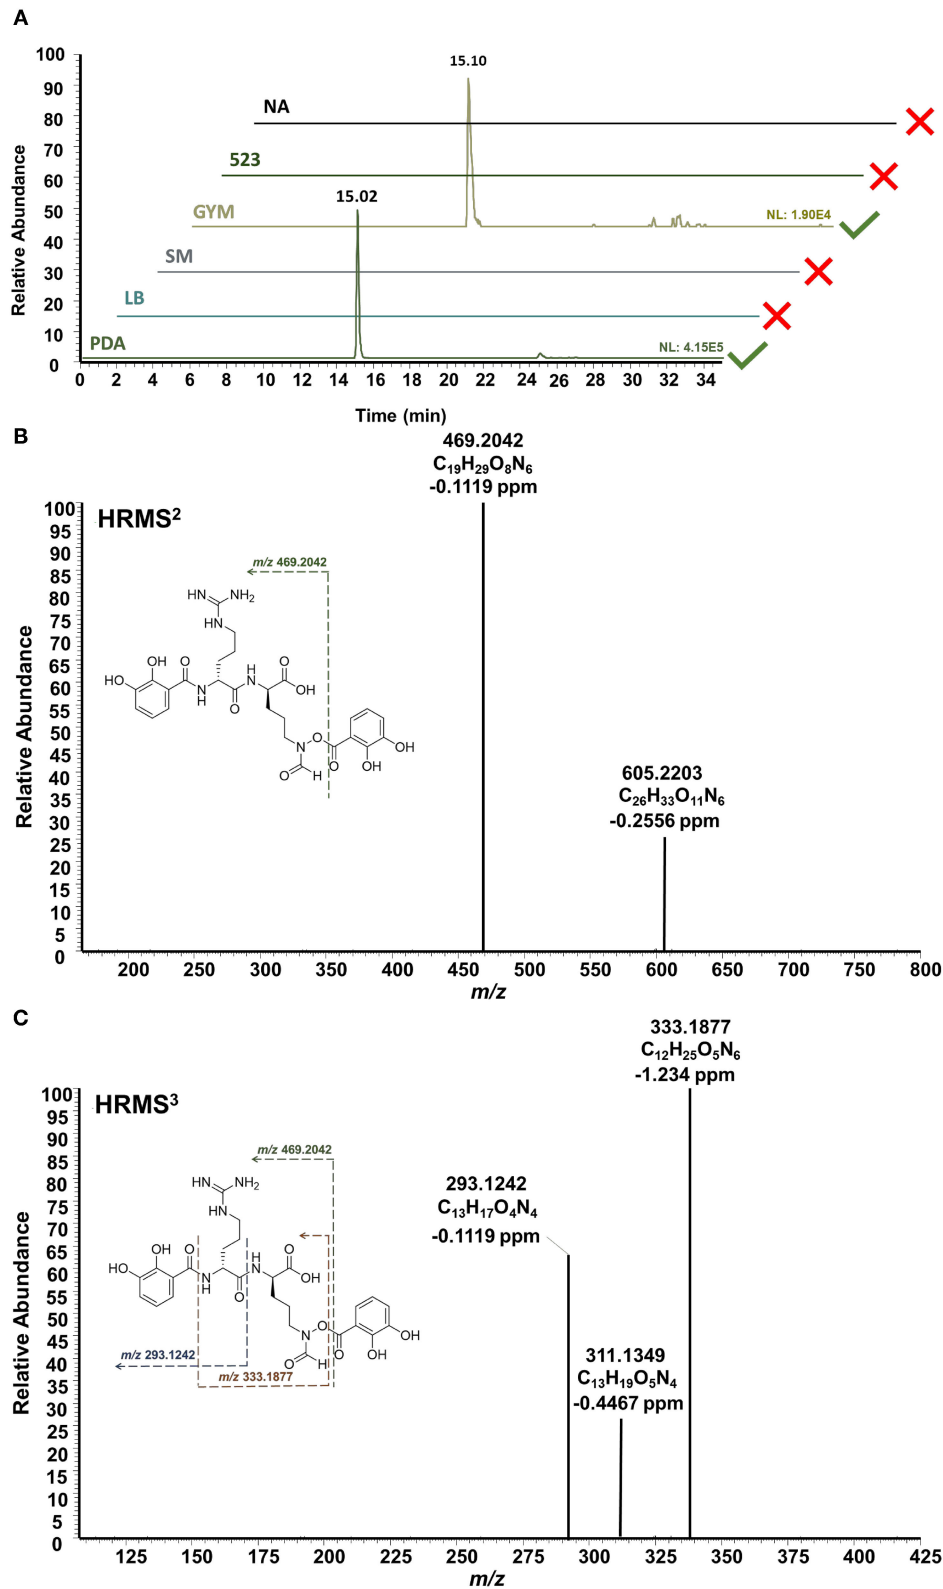 A
Relative Abundance
100
90
80
70
60
50
40
30
20
10
0
15.10
NA
523
15.02
GYM
NL: 1.90E4
SM
LB
PDA
NL: 4.15E5
0 2 4 6 8 10 12 14 16 18 20 22 24 26 28 30 32 34
Time (min)
B
469.2042
C₁₉H₂₉O₈N₆
-0.1119 ppm
HRMS²
Relative Abundance
100
95
90
85
80
75
70
65
60
55
50
45
40
35
30
25
20
15
10
5
0
m/z 469.2042
HN NH₂
HN
OH O H O
HO N OH
N
H O
N O
O H O OH
OH
605.2203
C₂₆H₃₃O₁₁N₆
-0.2556 ppm
200 250 300 350 400 450 500 550 600 650 700 750 800
m/z
C
333.1877
C₁₂H₂₅O₅N₆
-1.234 ppm
HRMS³
Relative Abundance
100
95
90
85
80
75
70
65
60
55
50
45
40
35
30
25
20
15
10
5
0
m/z 469.2042
HN NH₂
HN
OH O H O
HO N OH
N
H O
N O
O H O OH
OH
m/z 293.1242
m/z 333.1877
293.1242
C₁₃H₁₇O₄N₄
-0.1119 ppm
311.1349
C₁₃H₁₉O₅N₄
-0.4467 ppm
125 150 175 200 225 250 275 300 325 350 375 400 425
m/z